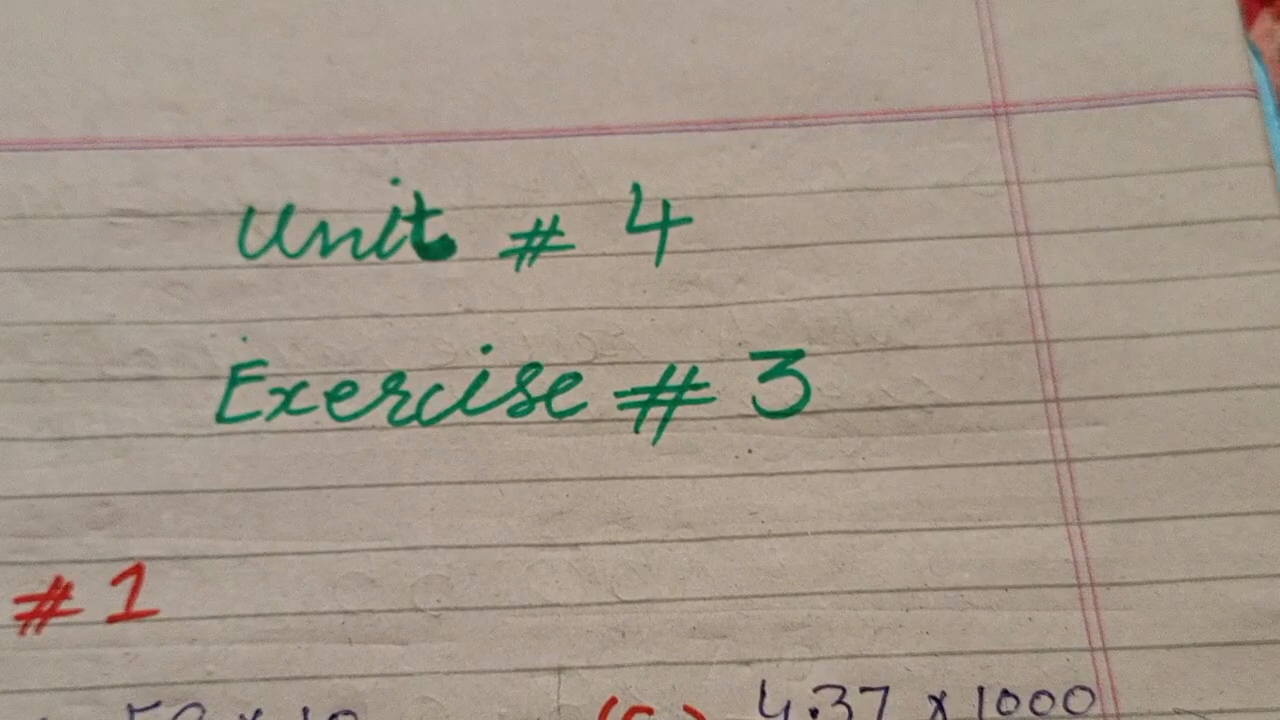 Unit # 4
Exercise # 3
# 1
4.37 x 1000